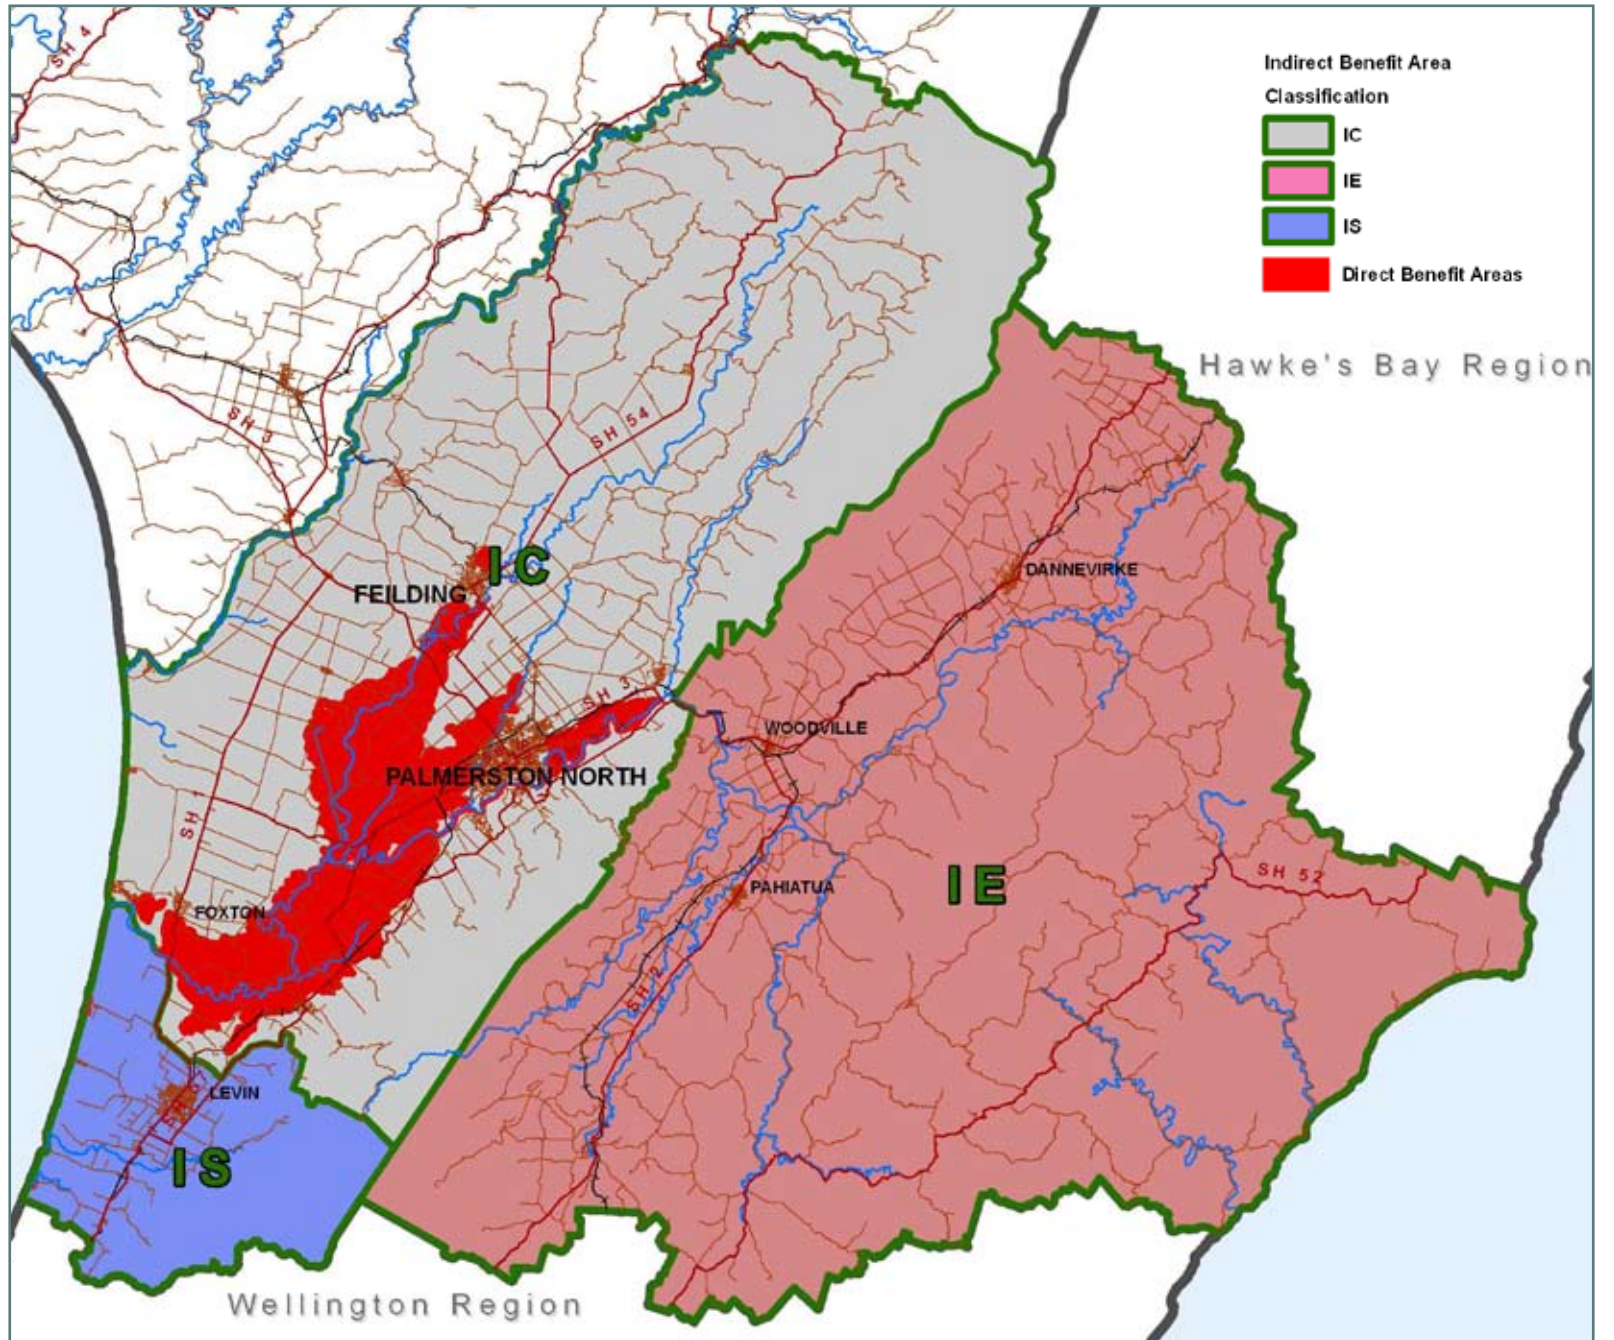 SH 4
Indirect Benefit Area
Classification
IC
IE
IS
Direct Benefit Areas
Hawke's Bay Region
SH 3
SH 54
IC
FEILDING
DANNEVIRKE
SH 3
WOODVILLE
PALMERSTON NORTH
SH 1
PAHIATUA
IE
SH 52
FOXTON
SH 2
LEVIN
IS
Wellington Region